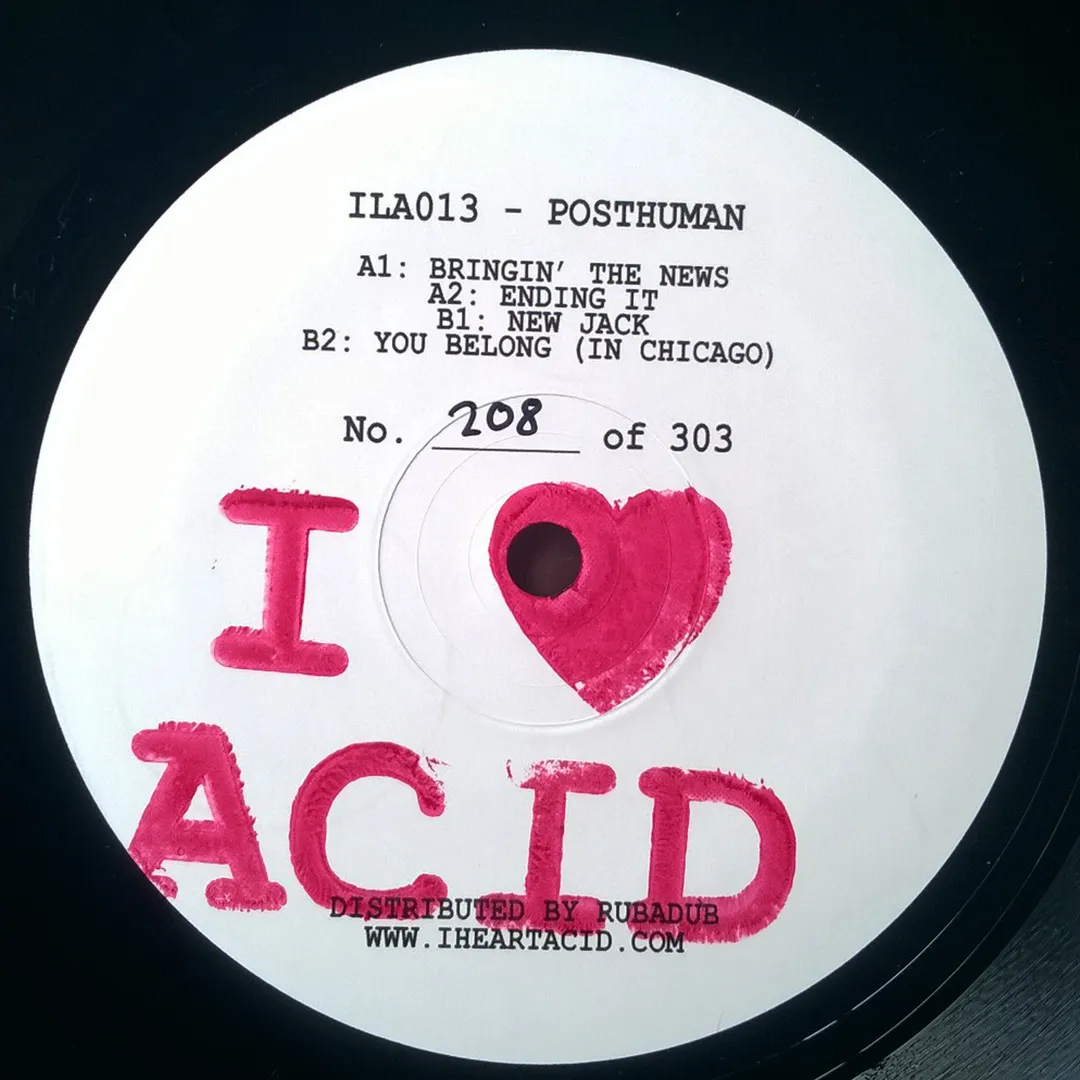 ILA013 - POSTHUMAN
A1: BRINGIN' THE NEWS
A2: ENDING IT
B1: NEW JACK
B2: YOU BELONG (IN CHICAGO)
No. 208 of 303
I ♥
ACID
DISTRIBUTED BY RUBADUB
WWW.IHEARTACID.COM